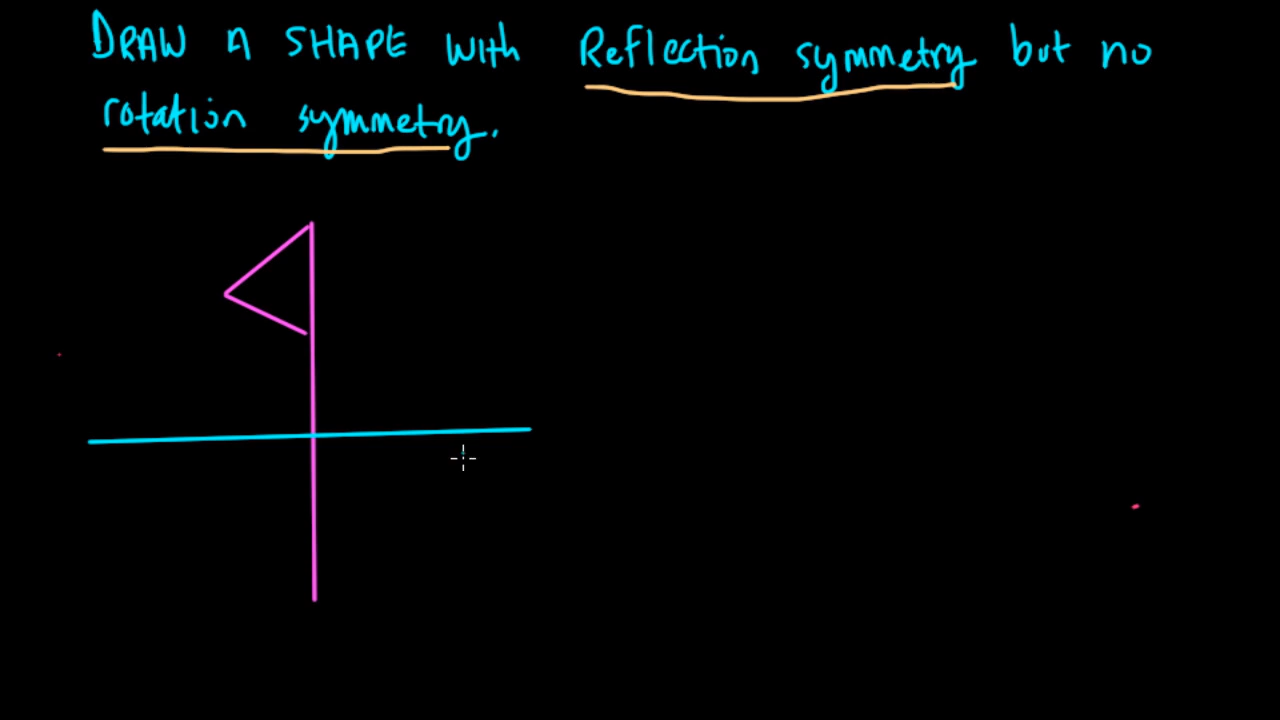 DRAW A SHAPE with Reflection symmetry but no
rotation symmetry.